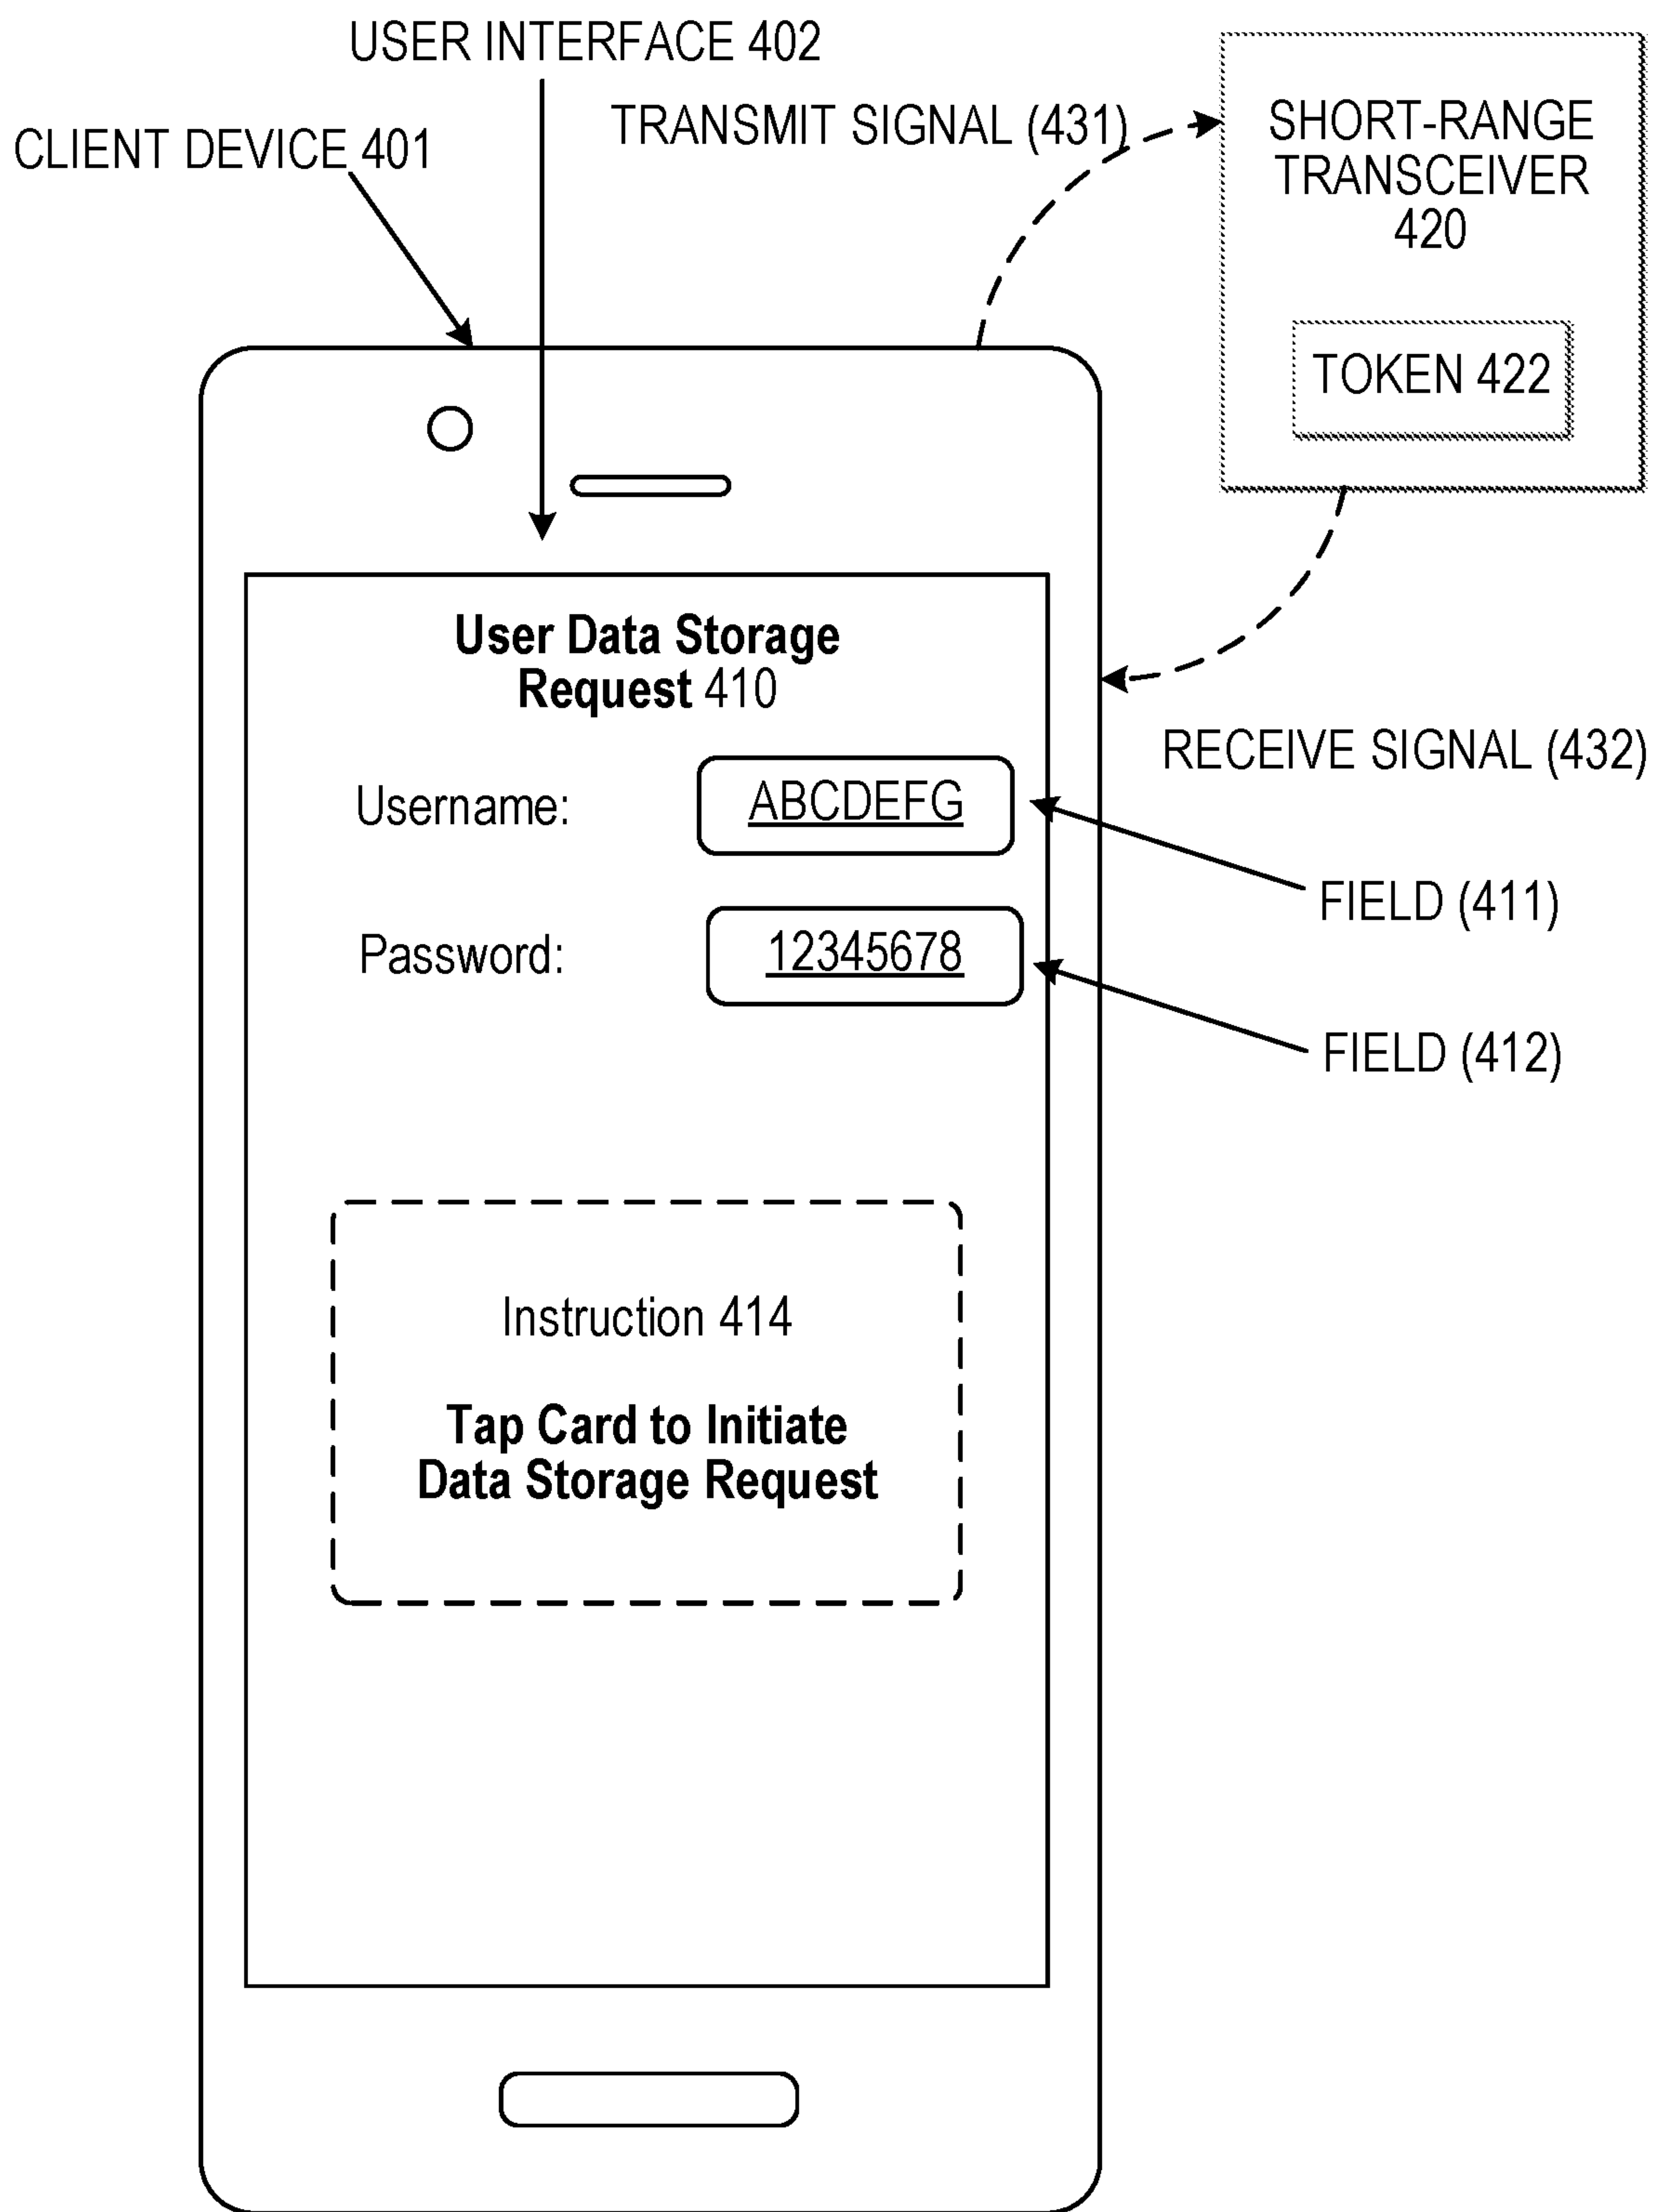 USER INTERFACE 402
CLIENT DEVICE 401
TRANSMIT SIGNAL (431)
SHORT-RANGE
TRANSCEIVER
420
TOKEN 422
User Data Storage
Request 410
RECEIVE SIGNAL (432)
Username:
ABCDEFG
FIELD (411)
Password:
12345678
FIELD (412)
Instruction 414
Tap Card to Initiate
Data Storage Request